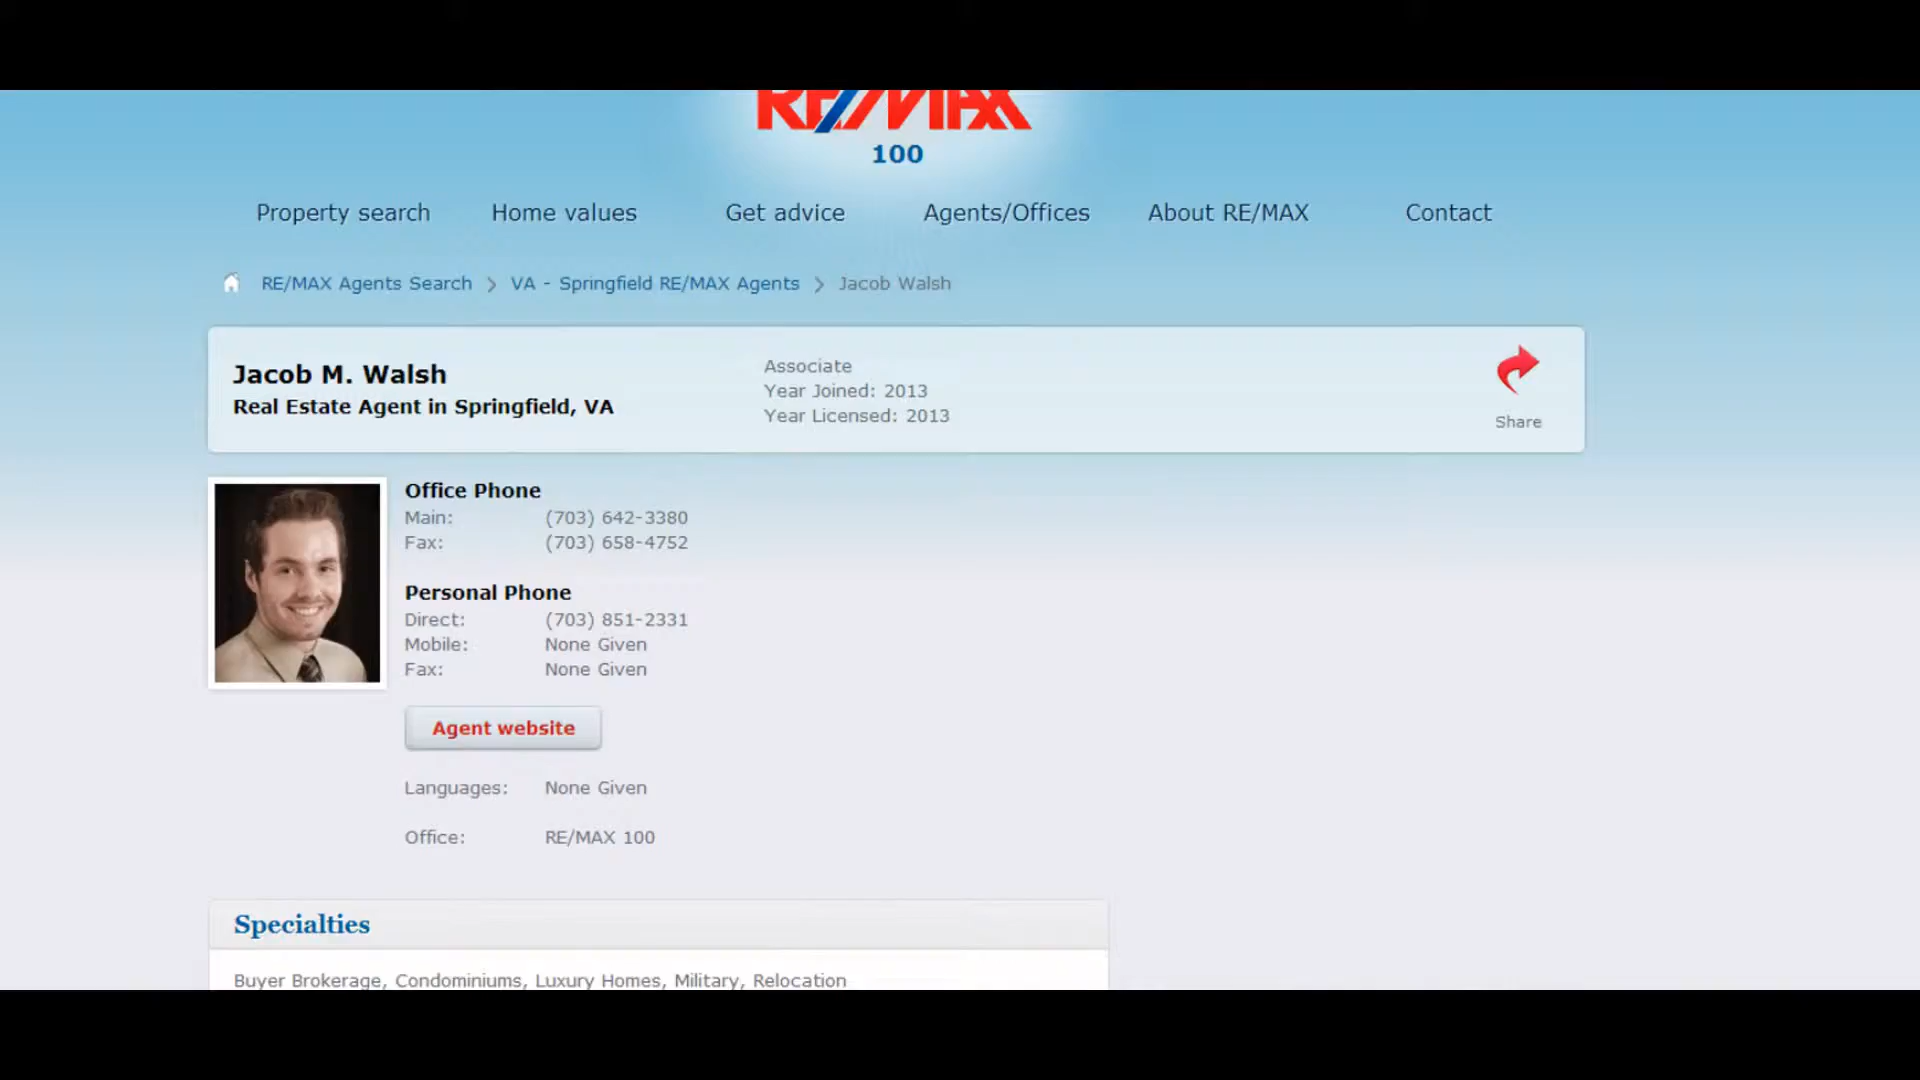 RE/MAX
100
Property search Home values Get advice Agents/Offices About RE/MAX Contact
RE/MAX Agents Search > VA - Springfield RE/MAX Agents > Jacob Walsh
Jacob M. Walsh
Real Estate Agent in Springfield, VA
Associate
Year Joined: 2013
Year Licensed: 2013
Share
Office Phone
Main: (703) 642-3380
Fax: (703) 658-4752
Personal Phone
Direct: (703) 851-2331
Mobile: None Given
Fax: None Given
Agent website
Languages: None Given
Office: RE/MAX 100
Specialties
Buyer Brokerage, Condominiums, Luxury Homes, Military, Relocation